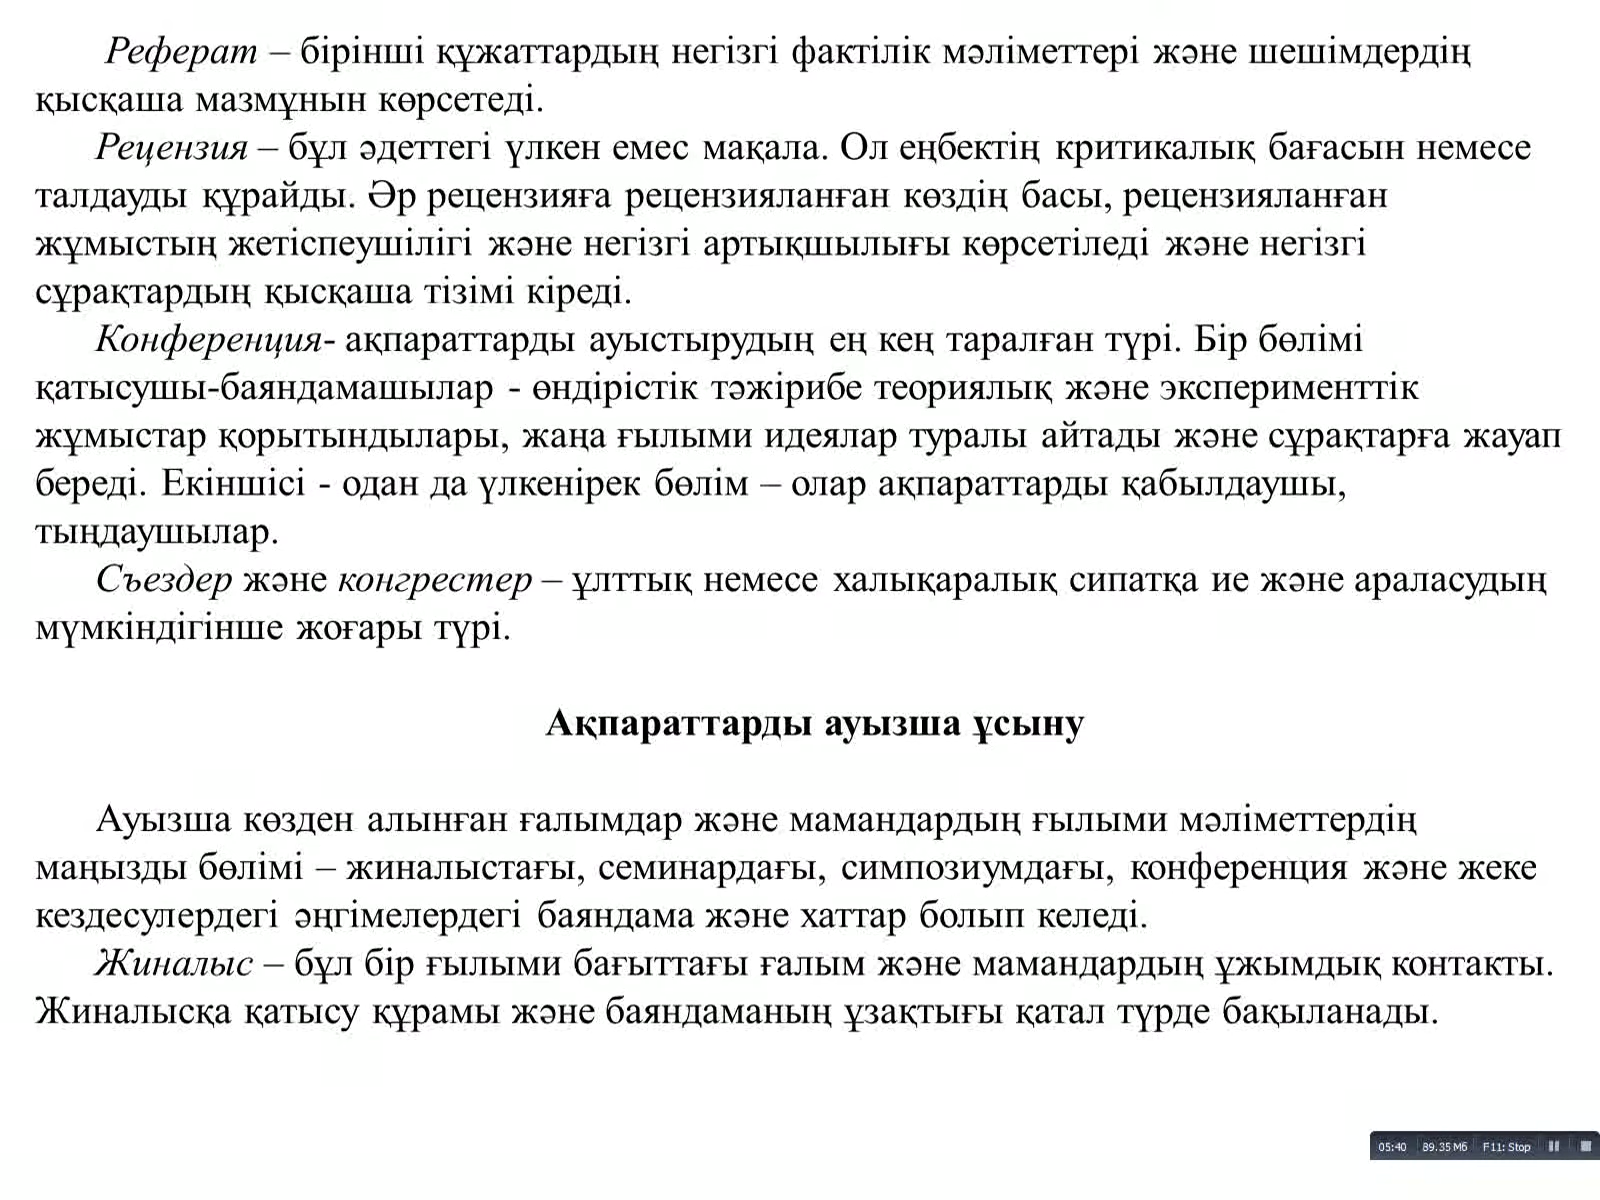 Реферат – бірінші құжаттардың негізгі фактілік мәліметтері және шешімдердің
қысқаша мазмұнын көрсетеді.
Рецензия – бұл әдеттегі үлкен емес мақала. Ол еңбектің критикалық бағасын немесе
талдауды құрайды. Әр рецензияға рецензияланған көздің басы, рецензияланған
жұмыстың жетіспеушілігі және негізгі артықшылығы көрсетіледі және негізгі
сұрақтардың қысқаша тізімі кіреді.
Конференция- ақпараттарды ауыстырудың ең кең таралған түрі. Бір бөлімі
қатысушы-баяндамашылар - өндірістік тәжірибе теориялық және эксперименттік
жұмыстар қорытындылары, жаңа ғылыми идеялар туралы айтады және сұрақтарға жауап
береді. Екіншісі - одан да үлкенірек бөлім – олар ақпараттарды қабылдаушы,
тыңдаушылар.
Съездер және конгрестер – ұлттық немесе халықаралық сипатқа ие және араласудың
мүмкіндігінше жоғары түрі.
Ақпараттарды ауызша ұсыну
Ауызша көзден алынған ғалымдар және мамандардың ғылыми мәліметтердің
маңызды бөлімі – жиналыстағы, семинардағы, симпозиумдағы, конференция және жеке
кездесулердегі әңгімелердегі баяндама және хаттар болып келеді.
Жиналыс – бұл бір ғылыми бағыттағы ғалым және мамандардың ұжымдық контакты.
Жиналысқа қатысу құрамы және баяндаманың ұзақтығы қатал түрде бақыланады.
05:40 89.35 Мб F11: Stop